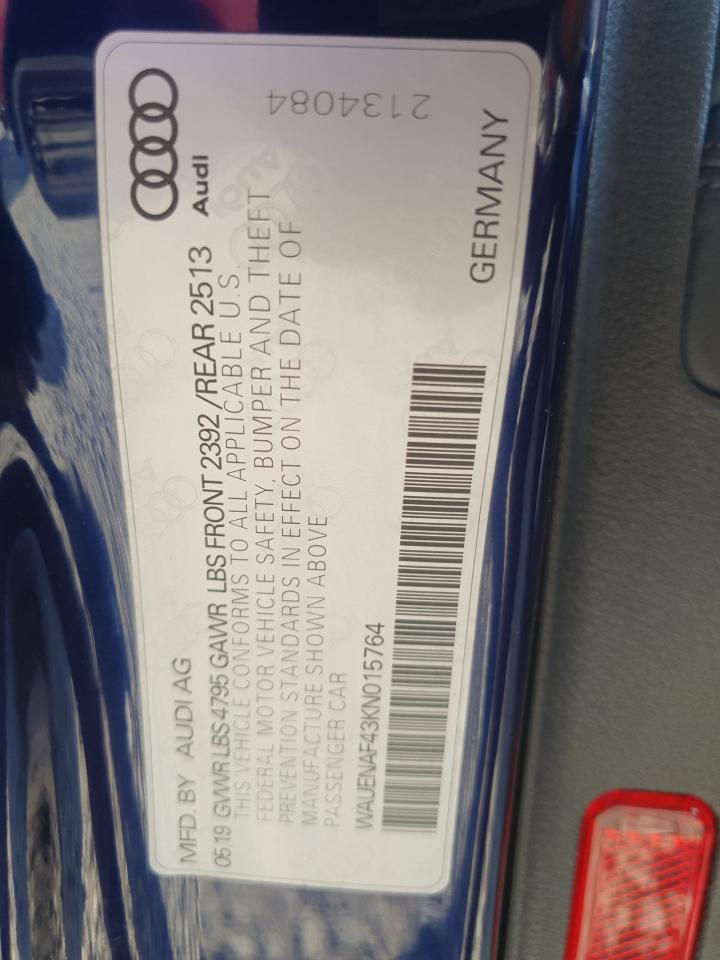 MFD. BY AUDI AG
Audi
05 19 GVWR LBS 4795 GAWR LBS FRONT 2392 /REAR 2513
THIS VEHICLE CONFORMS TO ALL APPLICABLE U.S.
FEDERAL MOTOR VEHICLE SAFETY, BUMPER AND THEFT
PREVENTION STANDARDS IN EFFECT ON THE DATE OF
MANUFACTURE SHOWN ABOVE
PASSENGER CAR
WAUENAF43KN015764
GERMANY
2134084